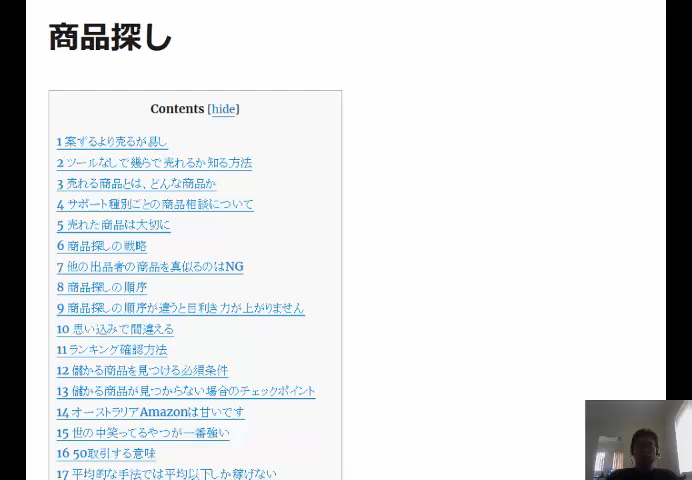 商品探し
Contents [hide]
1 案ずるより売るが易し
2 ツールなしで幾らで売れるか知る方法
3 売れる商品とは、どんな商品か
4 サポート種別ごとの商品相談について
5 売れた商品は大切に
6 商品探しの戦略
7 他の出品者の商品を真似るのはNG
8 商品探しの順序
9 商品探しの順序が違うと目利き力が上がりません
10 思い込みで間違える
11 ランキング確認方法
12 儲かる商品を見つける必須条件
13 儲かる商品が見つからない場合のチェックポイント
14 オーストラリアAmazonは甘いです
15 世の中笑ってるやつが一番強い
16 50取引する意味
17 平均的な手法では平均以下しか稼げない